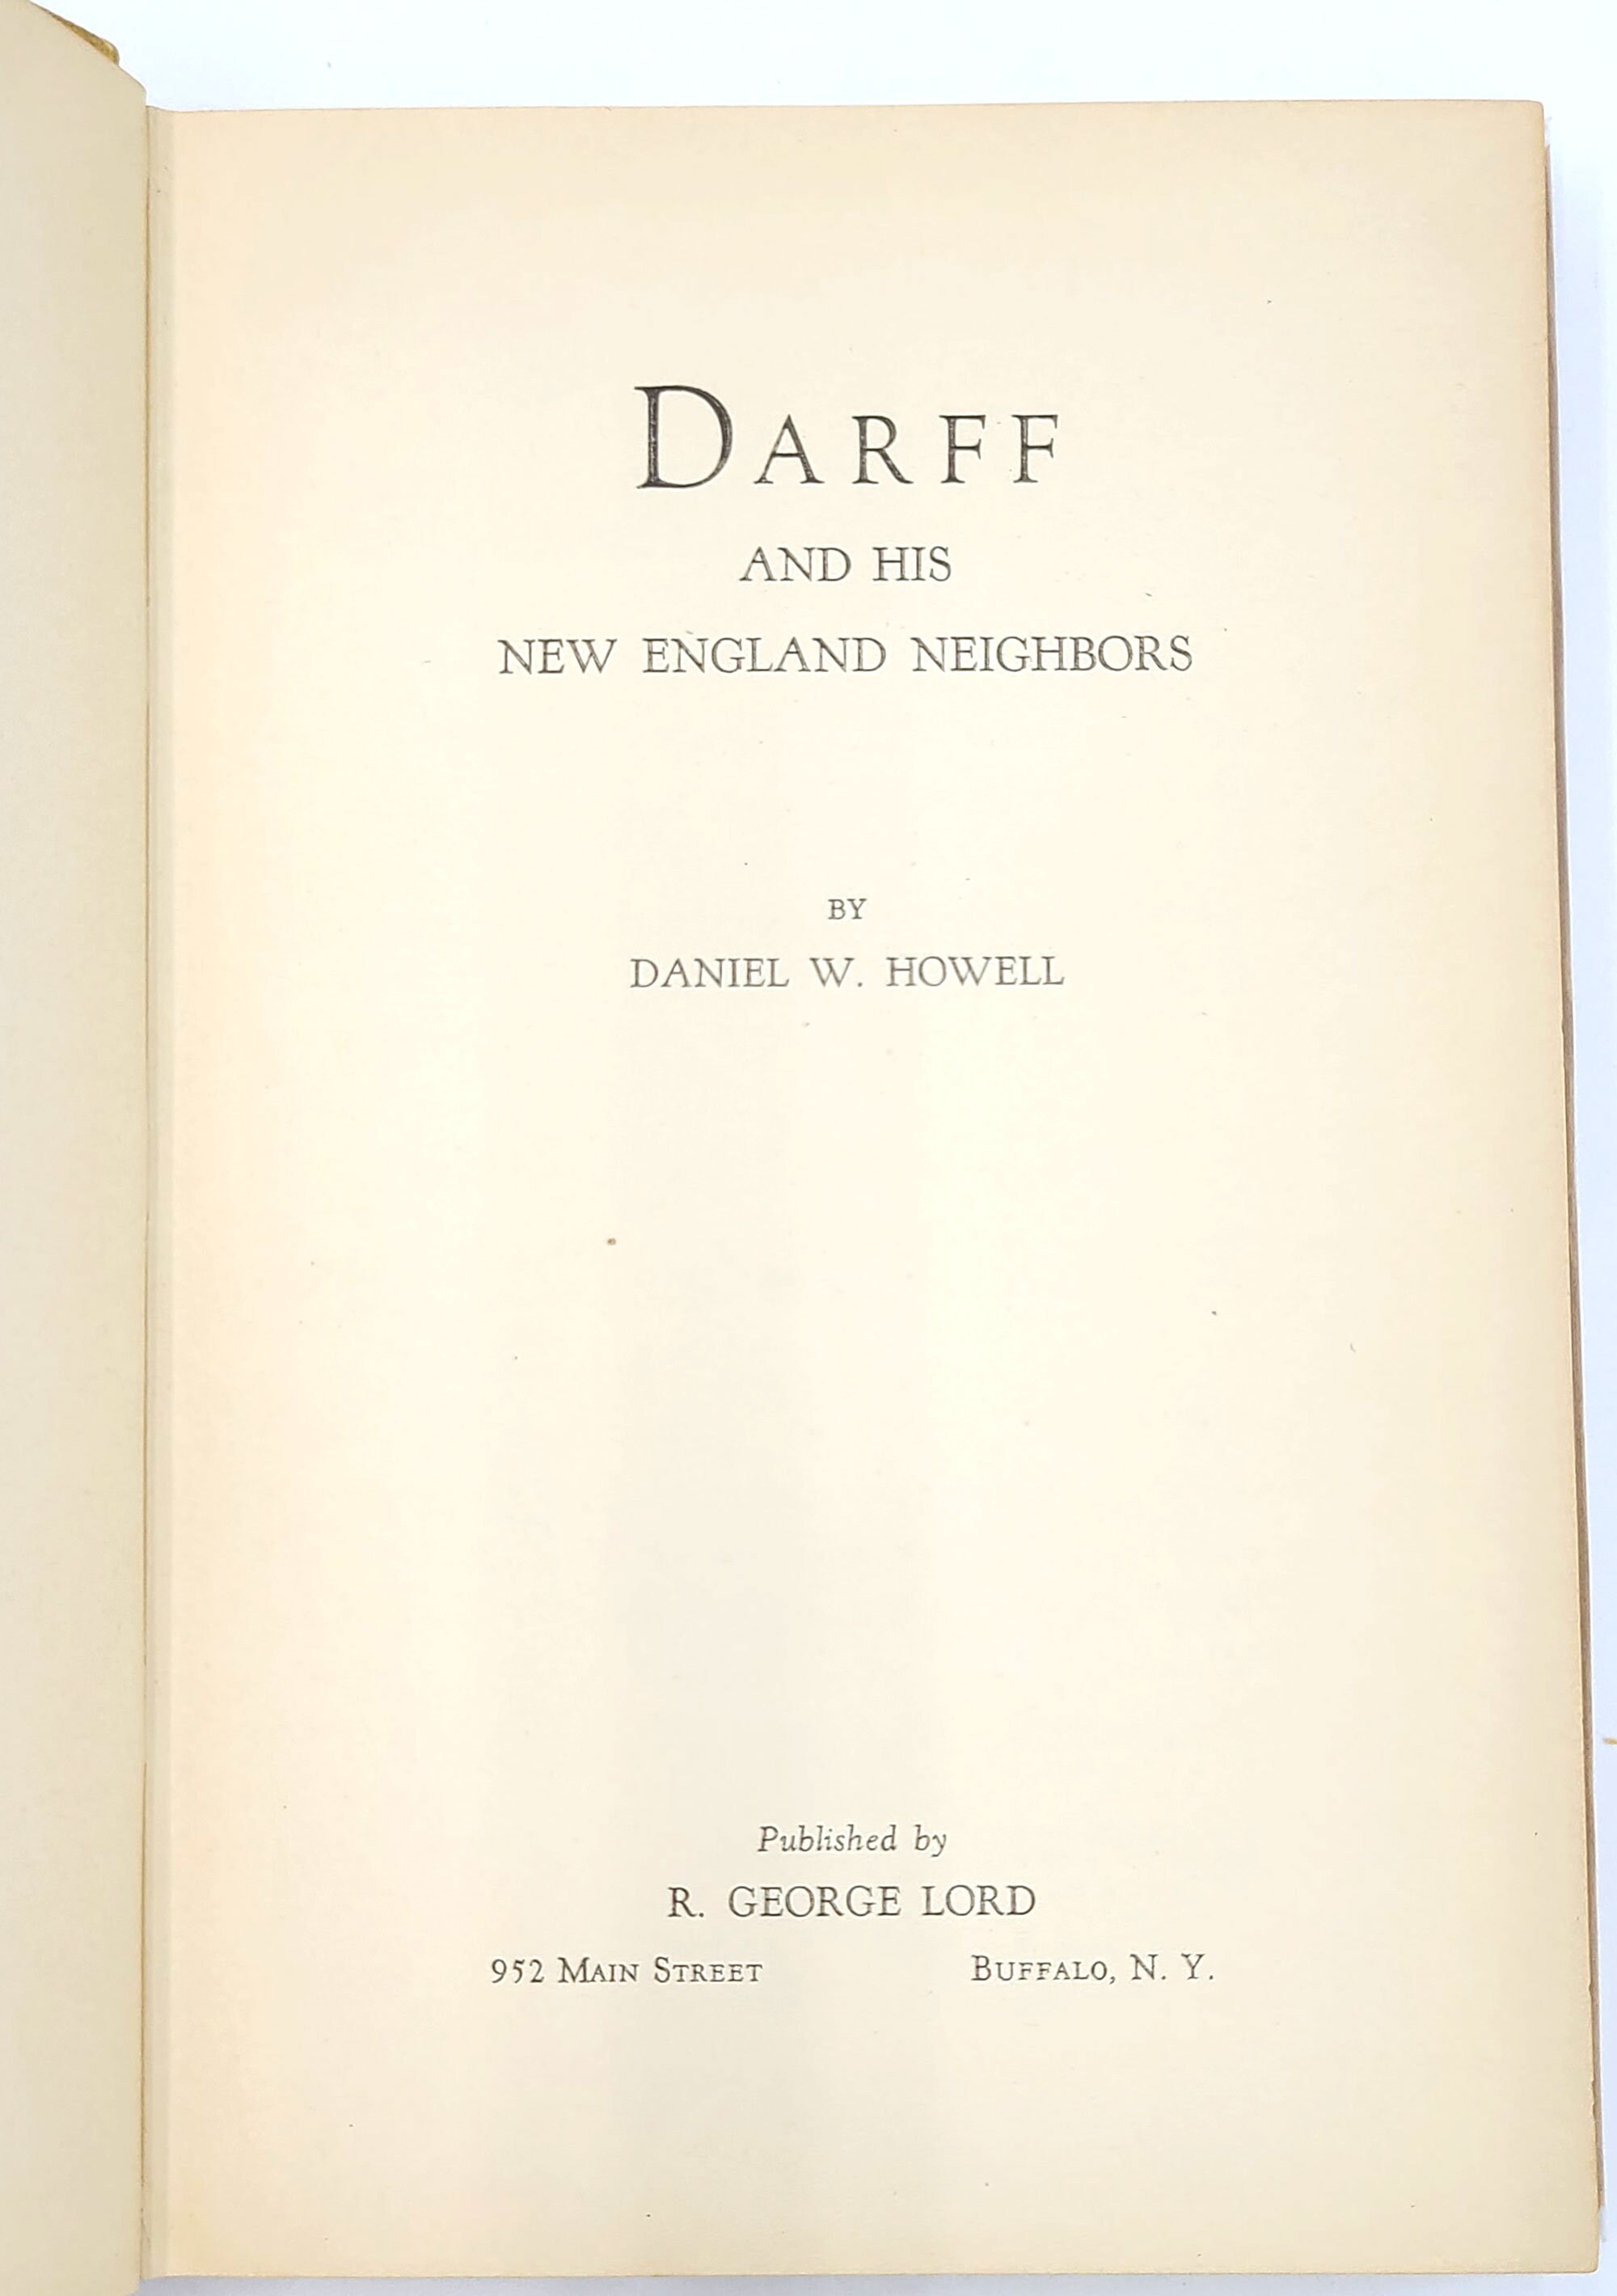 DARFF
AND HIS
NEW ENGLAND NEIGHBORS
BY
DANIEL W. HOWELL
Published by
R. GEORGE LORD
952 MAIN STREET BUFFALO, N. Y.